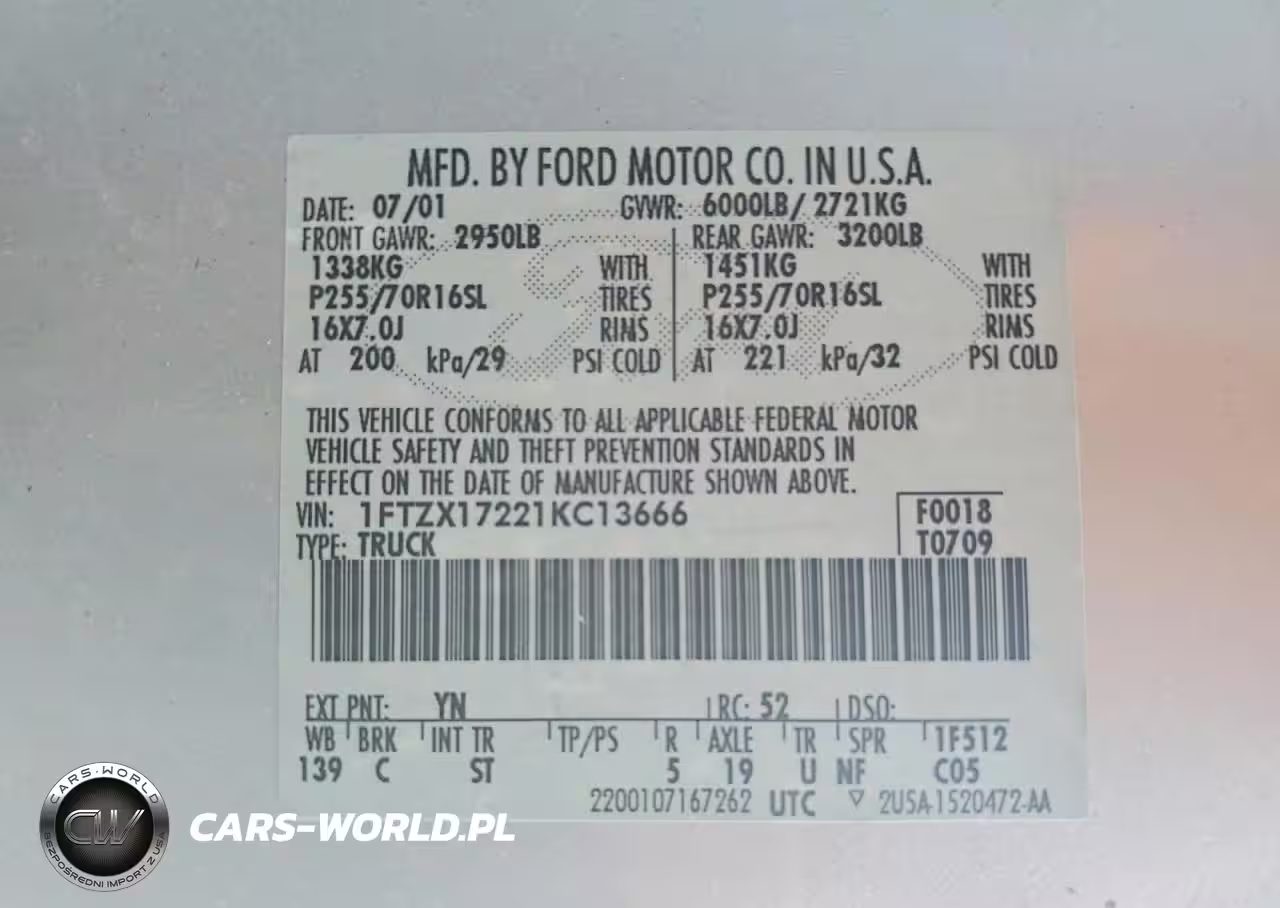 MFD. BY FORD MOTOR CO. IN U.S.A.
DATE: 07/01 GVWR: 6000LB/ 2721KG
FRONT GAWR: 2950LB REAR GAWR: 3200LB
1338KG WITH 1451KG WITH
P255/70R16SL TIRES P255/70R16SL TIRES
16X7.0J RIMS 16X7.0J RIMS
AT 200 kPa/29 PSI COLD AT 221 kPa/32 PSI COLD
THIS VEHICLE CONFORMS TO ALL APPLICABLE FEDERAL MOTOR
VEHICLE SAFETY AND THEFT PREVENTION STANDARDS IN
EFFECT ON THE DATE OF MANUFACTURE SHOWN ABOVE.
VIN: 1FTZX17221KC13666 F0018
TYPE: TRUCK T0709
EXT PNT: YN RC: 52 DSO:
WB BRK INT TR TP/PS R AXLE TR SPR 1F512
139 C ST 5 19 U NF C05
2200107167262 UTC ▽ 2U5A-1520472-AA
CARS-WORLD
CW
BEZPOŚREDNI IMPORT Z USA
CARS-WORLD.PL